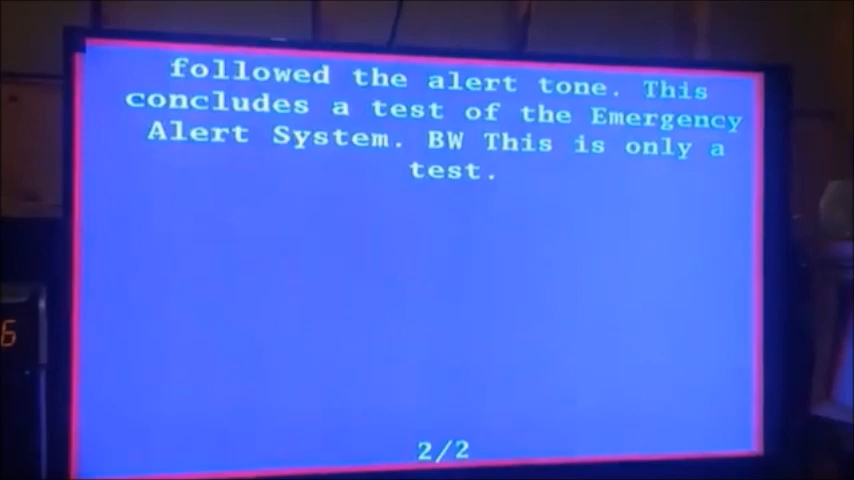 followed the alert tone. This
concludes a test of the Emergency
Alert System. BW This is only a
test.
2/2
6